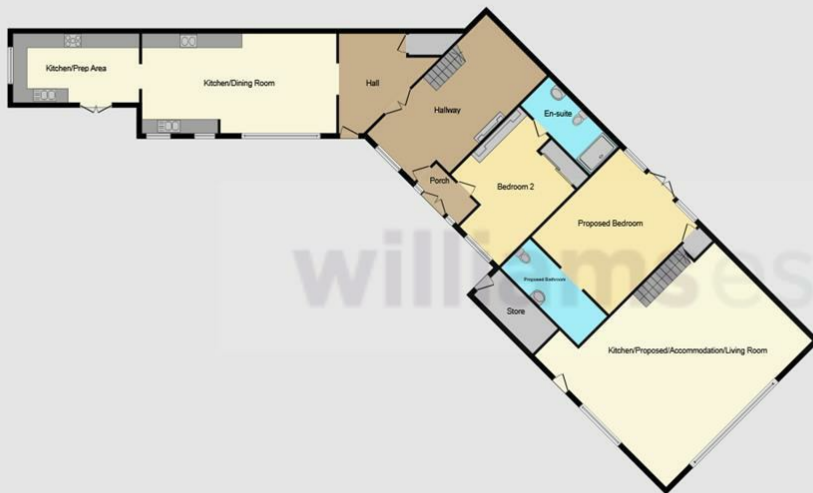 Kitchen/Prep Area
Kitchen/Dining Room
Hall
Hallway
En-suite
Porch
Bedroom 2
Proposed Bedroom
Proposed Bathroom
Store
Kitchen/Proposed/Accommodation/Living Room
williams es